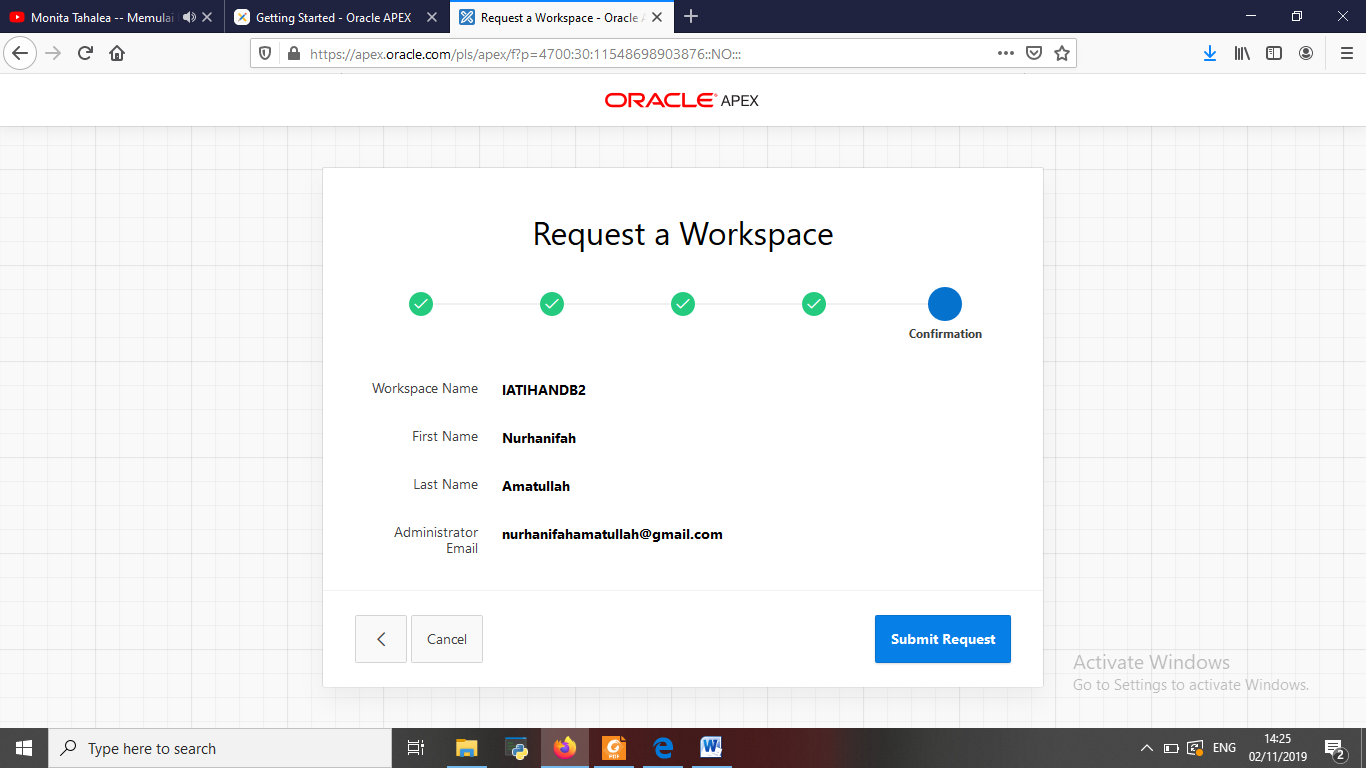 Monita Tahalea -- Memulai
Getting Started - Oracle APEX
Request a Workspace - Oracle A
https://apex.oracle.com/pls/apex/f?p=4700:30:11548698903876::NO:::
ORACLE APEX
Request a Workspace
Confirmation
Workspace Name IATIHANDB2
First Name Nurhanifah
Last Name Amatullah
Administrator Email nurhanifahamatullah@gmail.com
Cancel
Submit Request
Activate Windows
Go to Settings to activate Windows.
Type here to search
ENG
14:25
02/11/2019
2